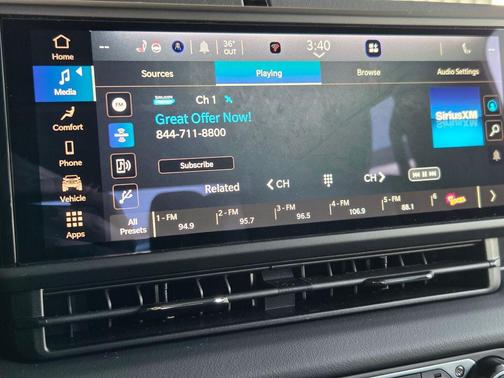 Home
-- 36° OUT 3:40 --
Media
Sources Playing Browse Audio Settings
FM
Ch 1
Great Offer Now!
844-711-8800
SiriusXM
Comfort
Phone
Subscribe
Vehicle
Related < CH CH >
Apps
All Presets
1 - FM 94.9
2 - FM 95.7
3 - FM 96.5
4 - FM 106.9
5 - FM 88.1
6